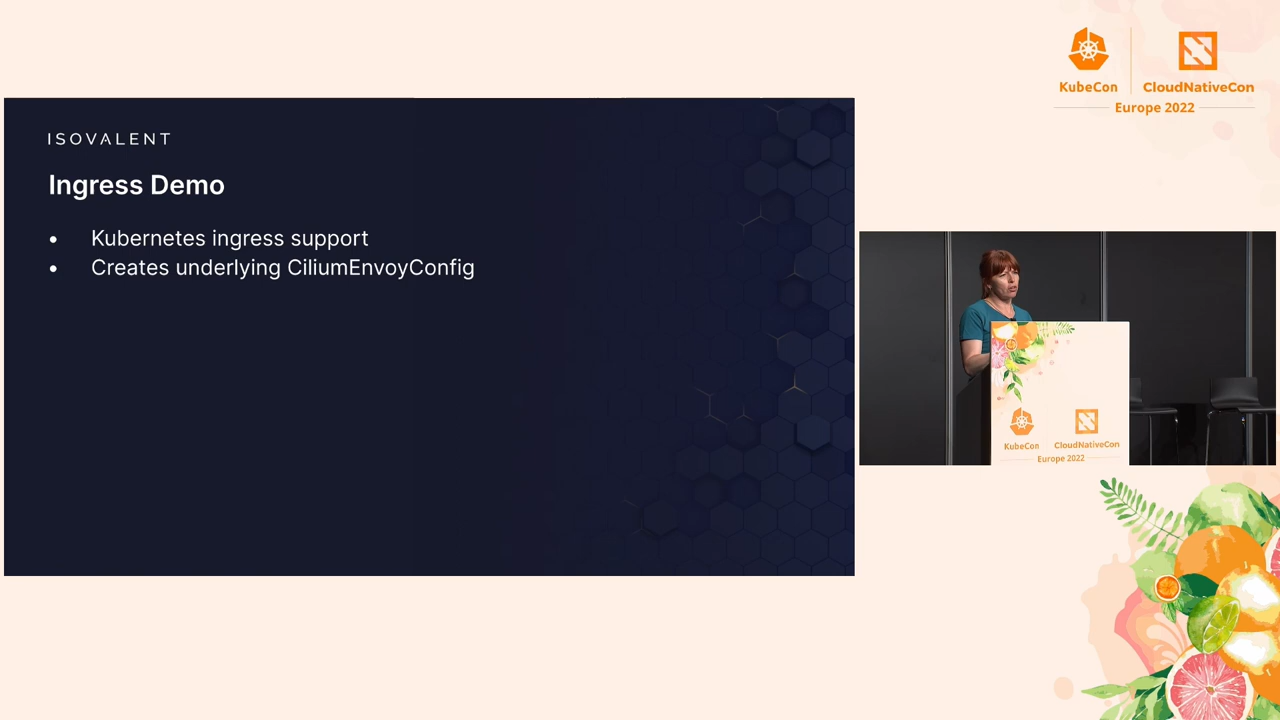 KubeCon
CloudNativeCon
Europe 2022
ISOVALENT
Ingress Demo
• Kubernetes ingress support
• Creates underlying CiliumEnvoyConfig
KubeCon
CloudNativeCon
Europe 2022